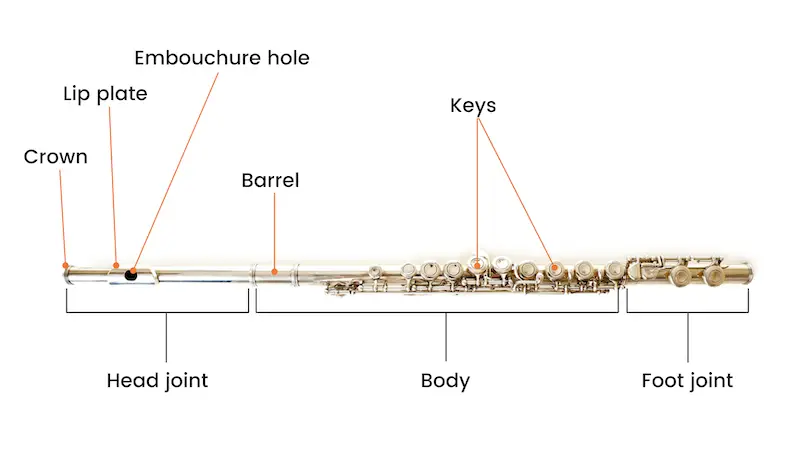 Embouchure hole
Lip plate
Keys
Crown
Barrel
Head joint
Body
Foot joint